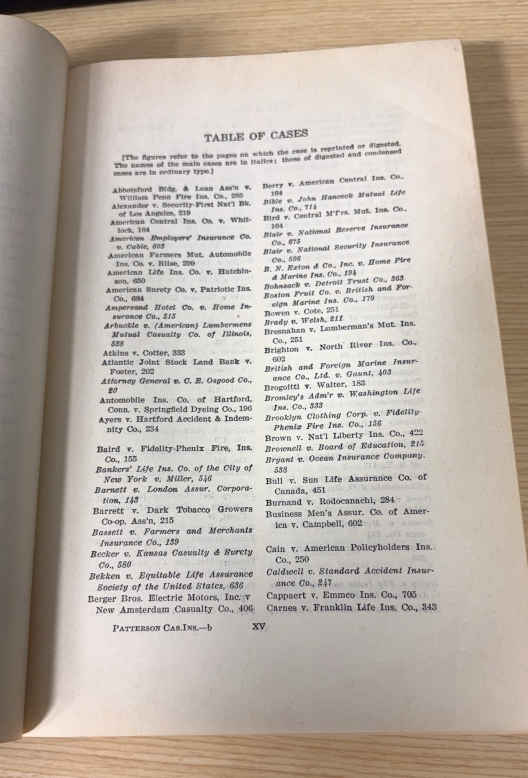 TABLE OF CASES
[The figures refer to the pages on which the case is reprinted or digested.
The names of the main cases are in italics; those of digested and condensed
cases are in ordinary type.]
Abbotsford Bldg. & Loan Ass'n v.
William Penn Fire Ins. Co., 285
Alexander v. Security-First Nat'l Bk.
of Los Angeles, 219
American Central Ins. Co. v. Whit-
lock, 164
American Employers' Insurance Co.
v. Cable, 603
American Farmers Mut. Automobile
Ins. Co. v. Riise, 299
American Life Ins. Co. v. Hutchin-
son, 650
American Surety Co. v. Patriotic Ins.
Co., 684
Ampersand Hotel Co. v. Home In-
surance Co., 515
Arbuckle v. (American) Lumbermens
Mutual Casualty Co. of Illinois,
528
Atkins v. Cotter, 333
Atlantic Joint Stock Land Bank v.
Foster, 202
Attorney General v. C. E. Osgood Co.,
20
Automobile Ins. Co. of Hartford,
Conn. v. Springfield Dyeing Co., 196
Ayers v. Hartford Accident & Indem-
nity Co., 234
Baird v. Fidelity-Phenix Fire, Ins.
Co., 155
Bankers' Life Ins. Co. of the City of
New York v. Miller, 546
Barnett v. London Assur. Corpora-
tion, 143
Barrett v. Dark Tobacco Growers
Co-op. Ass'n, 215
Bassett v. Farmers and Merchants
Insurance Co., 139
Becker v. Kansas Casualty & Surety
Co., 580
Bekken v. Equitable Life Assurance
Society of the United States, 636
Berger Bros. Electric Motors, Inc. v.
New Amsterdam Casualty Co., 406
Berry v. American Central Ins. Co.,
164
Bible v. John Hancock Mutual Life
Ins. Co., 714
Bird v. Central M'f'rs. Mut. Ins. Co.,
164
Blair v. National Reserve Insurance
Co., 675
Blair v. National Security Insurance
Co., 596
B. N. Exton & Co., Inc. v. Home Fire
& Marine Ins. Co., 194
Bohnsack v. Detroit Trust Co., 363
Boston Fruit Co. v. British and For-
eign Marine Ins. Co., 179
Bowen v. Cote, 251
Brady v. Welsh, 211
Bresnahan v. Lumberman's Mut. Ins.
Co., 251
Brighton v. North River Ins. Co.,
602
British and Foreign Marine Insur-
ance Co., Ltd. v. Gaunt, 403
Brogoitti v. Walter, 183
Bromley's Adm'r v. Washington Life
Ins. Co., 333
Brooklyn Clothing Corp. v. Fidelity-
Phenix Fire Ins. Co., 156
Brown v. Nat'l Liberty Ins. Co., 422
Brownell v. Board of Education, 215
Bryant v. Ocean Insurance Company,
538
Bull v. Sun Life Assurance Co. of
Canada, 451
Burnand v. Rodocanachi, 284
Business Men's Assur. Co. of Amer-
ica v. Campbell, 602
Cain v. American Policyholders Ins.
Co., 250
Caldwell v. Standard Accident Insur-
ance Co., 247
Cappaert v. Emmco Ins. Co., 705
Carnes v. Franklin Life Ins. Co., 343
PATTERSON CAS.INS.—b
XV